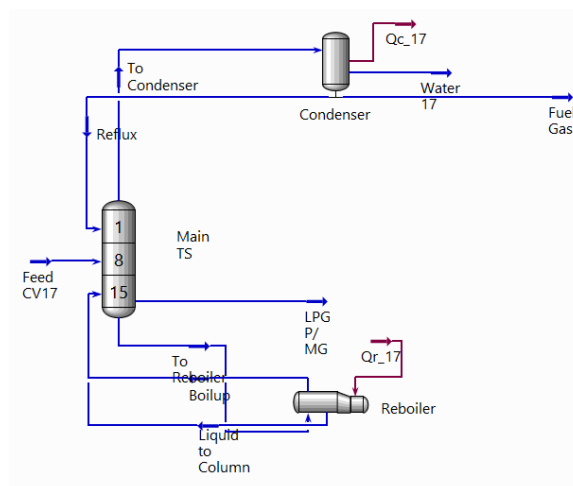 Qc_17
To
Condenser
Water
17
Condenser
Fuel
Gas
Reflux
1
Main
TS
8
Feed
CV17
15
LPG
P/
MG
To
Reboiler
Qr_17
Boilup
Reboiler
Liquid
to
Column